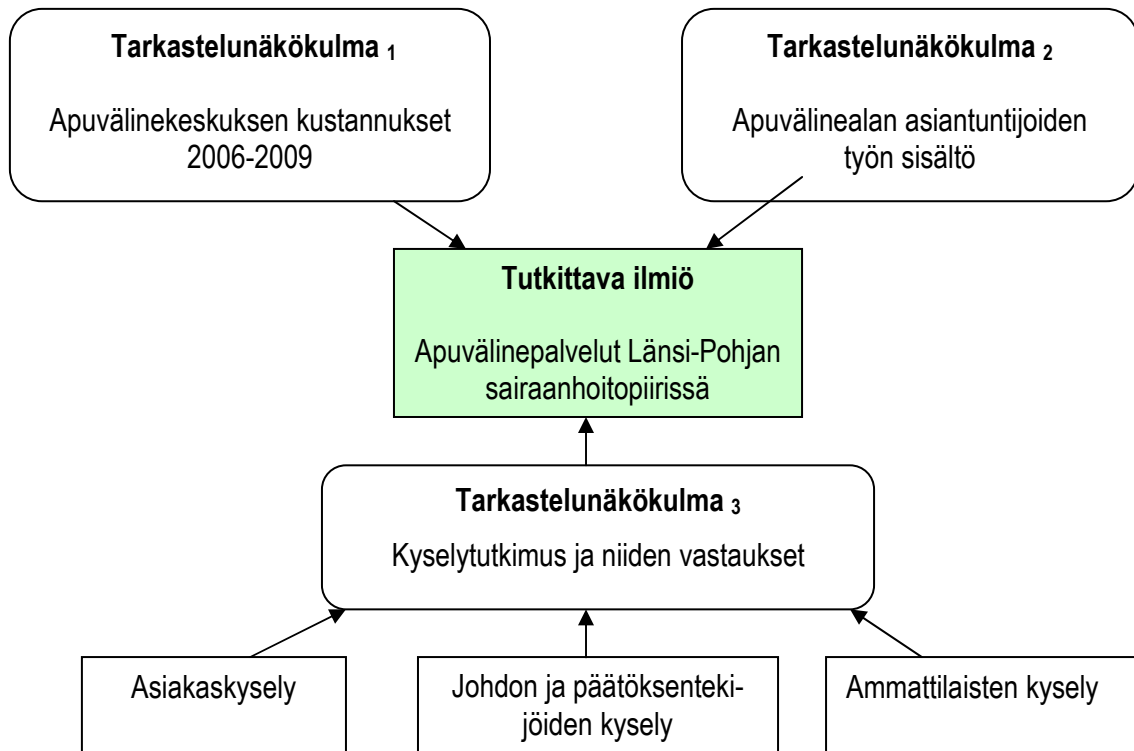 Tarkastelunäkökulma 1
Apuvälinekeskuksen kustannukset
2006-2009
Tarkastelunäkökulma 2
Apuvälinealan asiantuntijoiden
työn sisältö
Tutkittava ilmiö
Apuvälinepalvelut Länsi-Pohjan
sairaanhoitopiirissä
Tarkastelunäkökulma 3
Kyselytutkimus ja niiden vastaukset
Asiakaskysely
Johdon ja päätöksenteki-
jöiden kysely
Ammattilaisten kysely